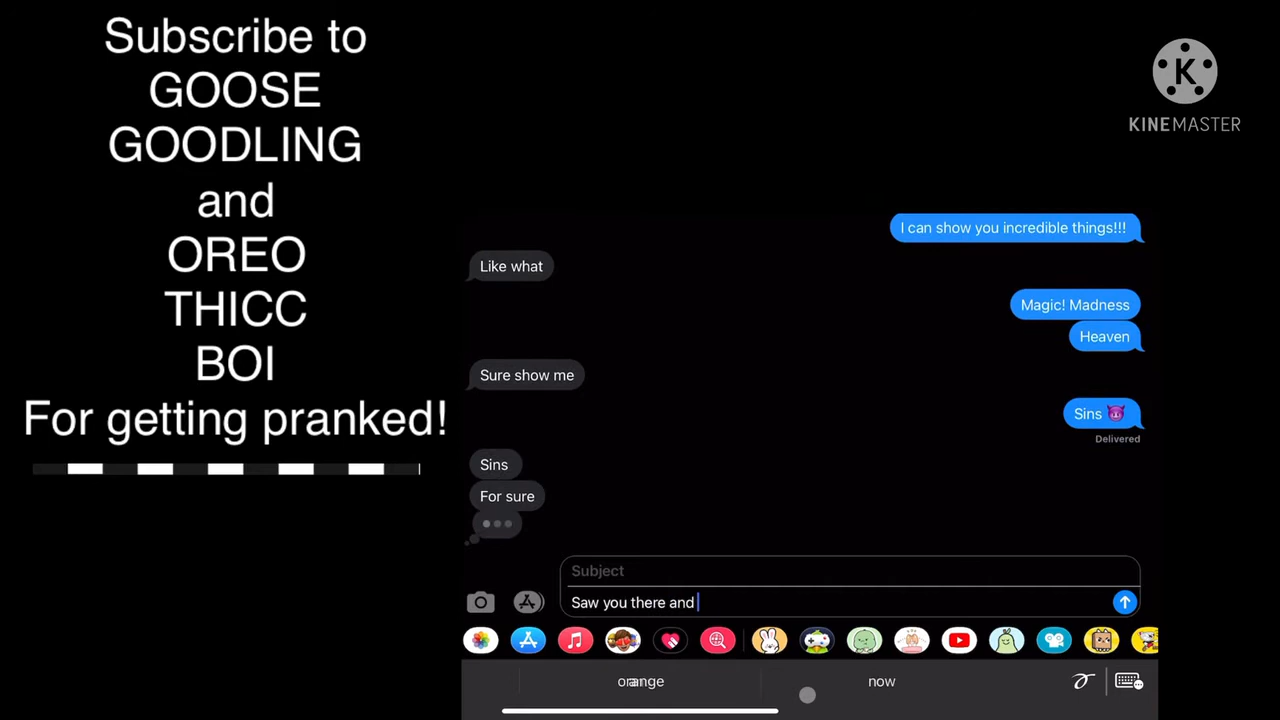 Subscribe to
GOOSE
GOODLING
and
OREO
THICC
BOI
For getting pranked!
K
KINEMASTER
I can show you incredible things!!!
Like what
Magic! Madness
Heaven
Sure show me
Sins 😈
Delivered
Sins
For sure
Subject
Saw you there and
now